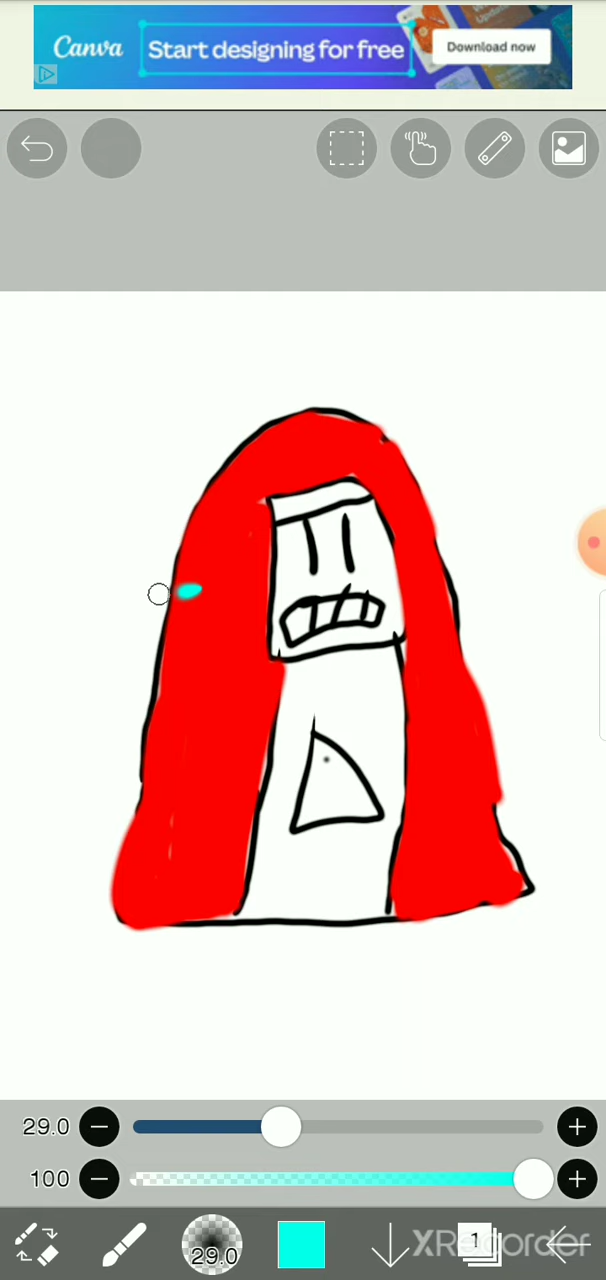 Canva
Start designing for free
Download now
29.0
100
29.0
1
XRecorder